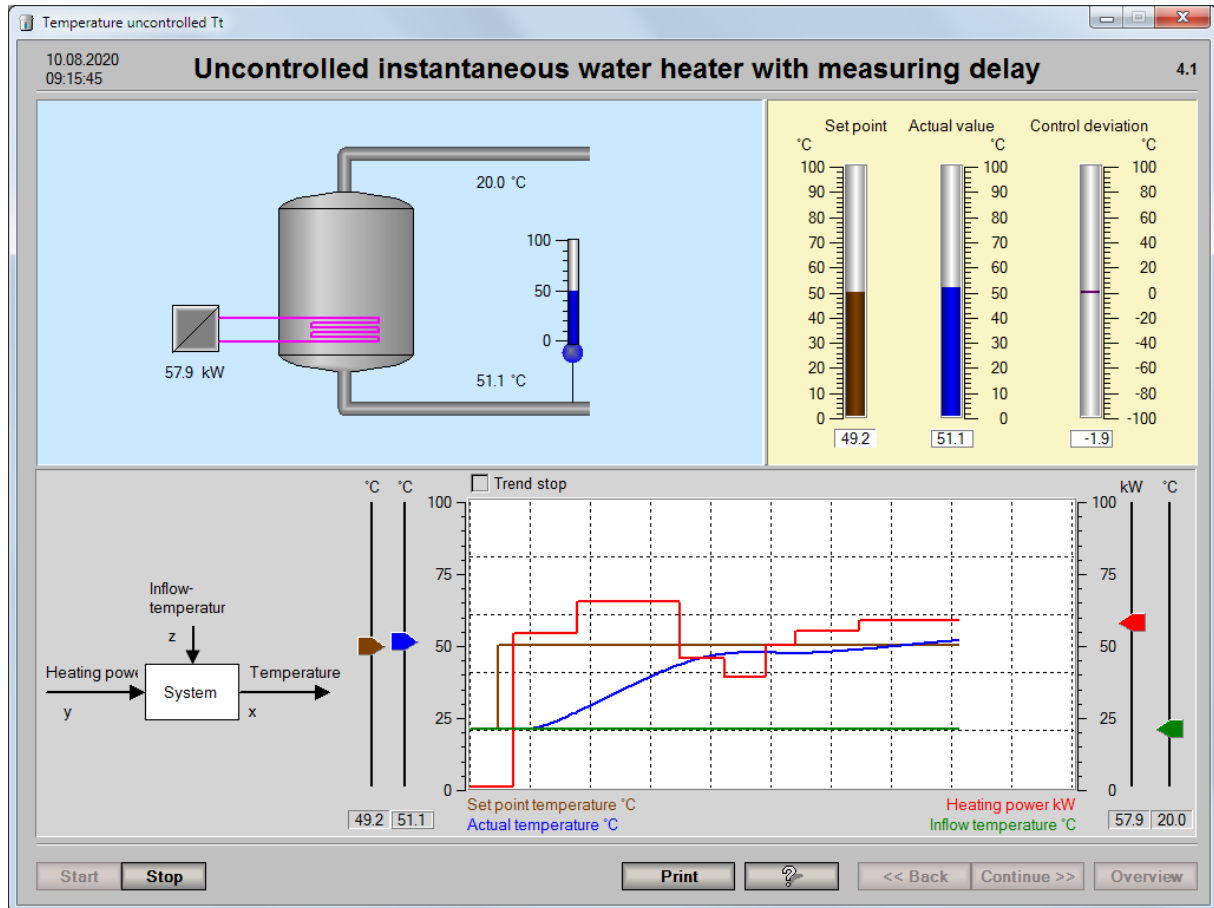 Temperature uncontrolled Tt
10.08.2020
09:15:45
Uncontrolled instantaneous water heater with measuring delay
4.1
20.0 °C
100
50
0
57.9 kW
51.1 °C
Set point Actual value Control deviation
°C °C °C
100 100 100
90 90 80
80 80 60
70 70 40
60 60 20
50 50 0
40 40 -20
30 30 -40
20 20 -60
10 10 -80
0 0 -100
49.2 51.1 -1.9
°C °C
Trend stop
kW °C
100 100
75 75
50 50
25 25
0 0
Inflow-
temperatur
z
Heating powe
System
Temperature
y
x
Set point temperature °C
Heating power kW
Actual temperature °C
Inflow temperature °C
49.2 51.1
57.9 20.0
Start Stop Print ? << Back Continue >> Overview